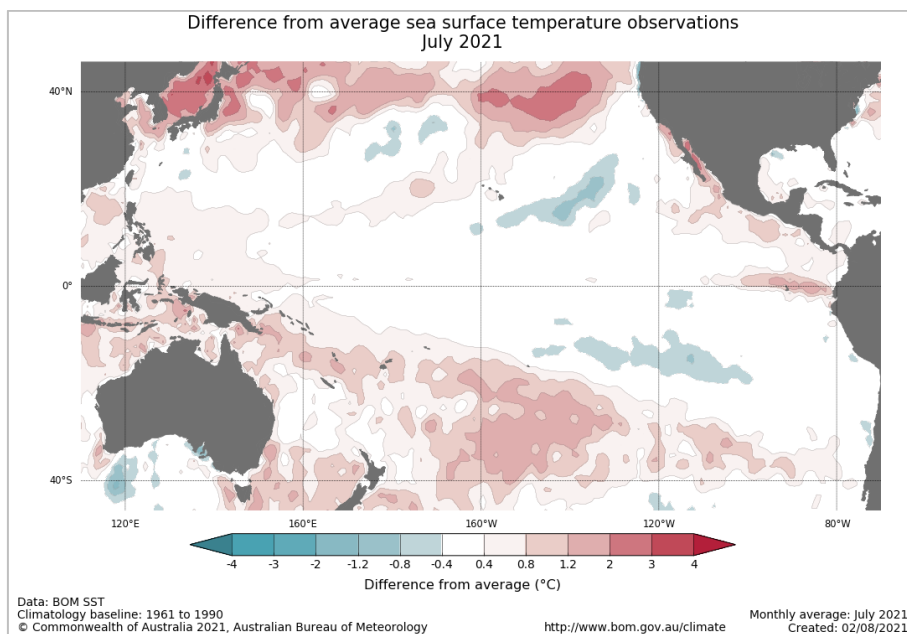 Difference from average sea surface temperature observations
July 2021
40°N
0°
40°S
120°E 160°E 160°W 120°W 80°W
-4 -3 -2 -1.2 -0.8 -0.4 0.4 0.8 1.2 2 3 4
Difference from average (°C)
Data: BOM SST
Climatology baseline: 1961 to 1990
© Commonwealth of Australia 2021, Australian Bureau of Meteorology
http://www.bom.gov.au/climate
Monthly average: July 2021
Created: 02/08/2021